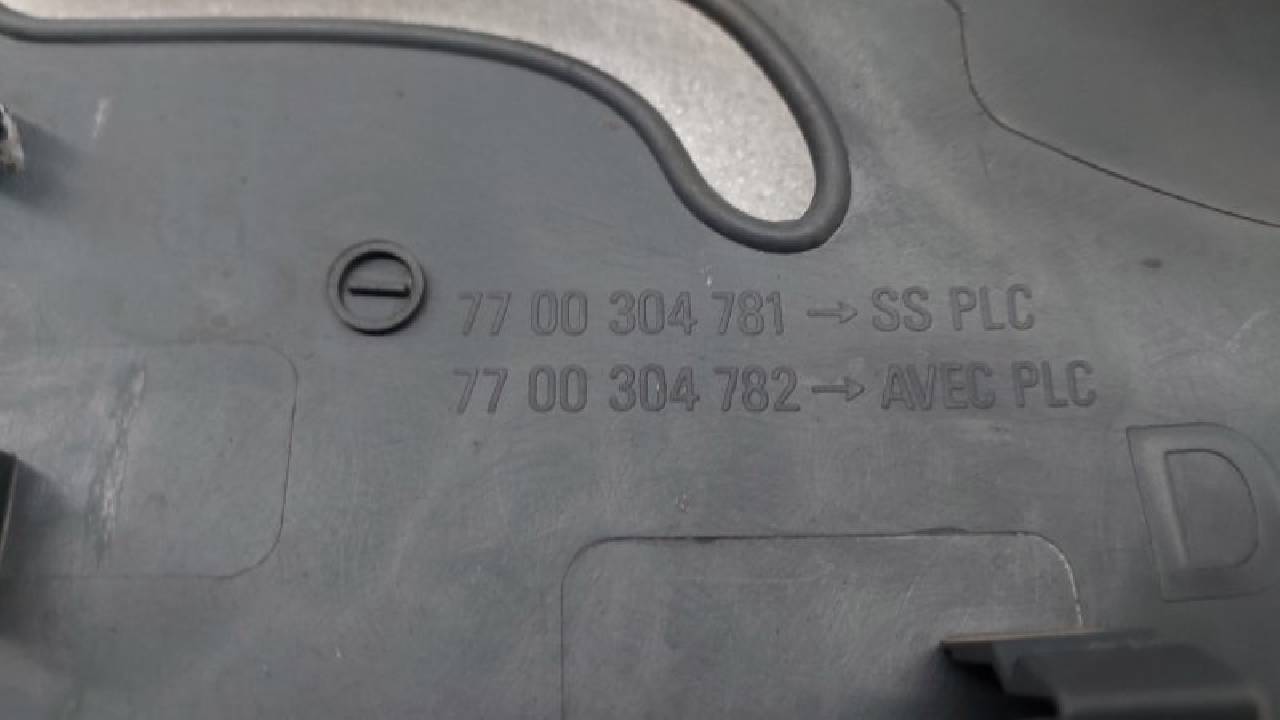 77 00 304 781 → SS PLC
77 00 304 782 → AVEC PLC
D